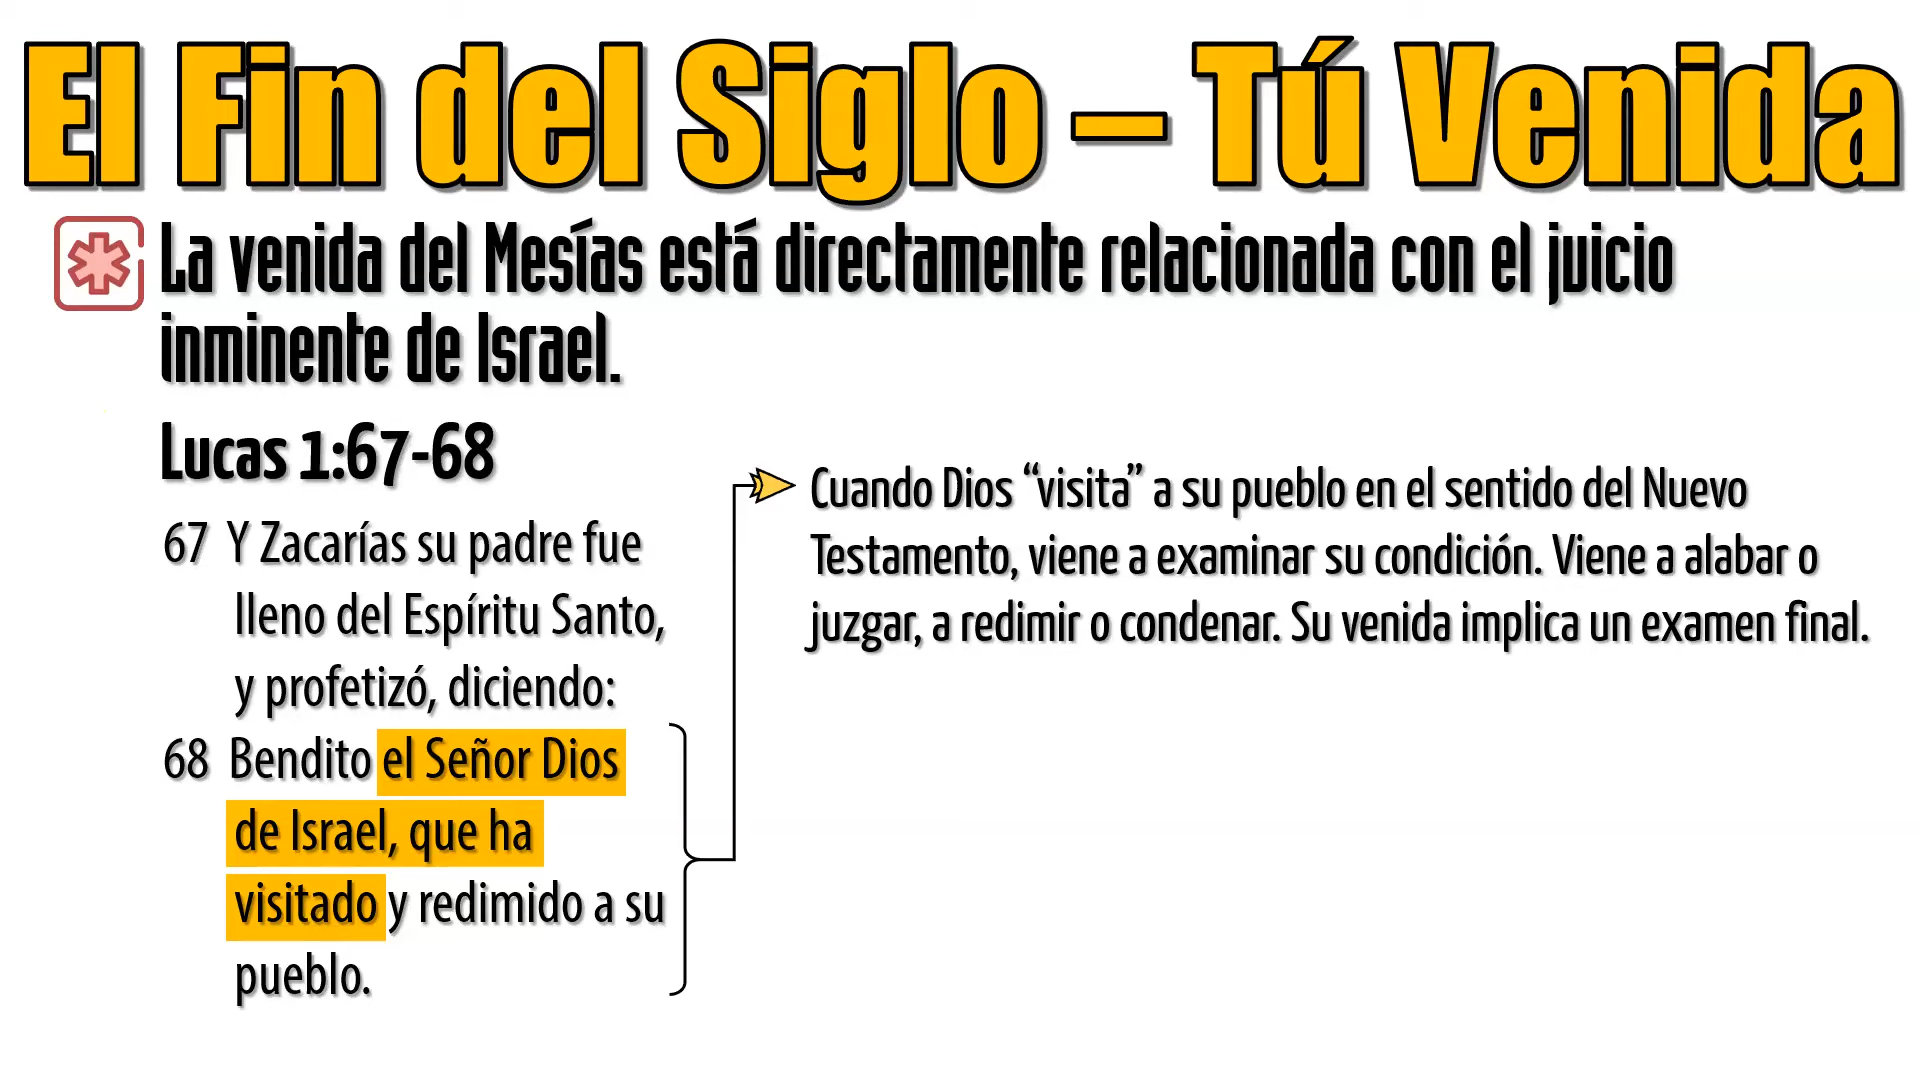 El Fin del Siglo – Tú Venida
La venida del Mesías está directamente relacionada con el juicio
inminente de Israel.
Lucas 1:67-68
67 Y Zacarías su padre fue
lleno del Espíritu Santo,
y profetizó, diciendo:
68 Bendito el Señor Dios
de Israel, que ha
visitado y redimido a su
pueblo.
Cuando Dios “visita” a su pueblo en el sentido del Nuevo
Testamento, viene a examinar su condición. Viene a alabar o
juzgar, a redimir o condenar. Su venida implica un examen final.